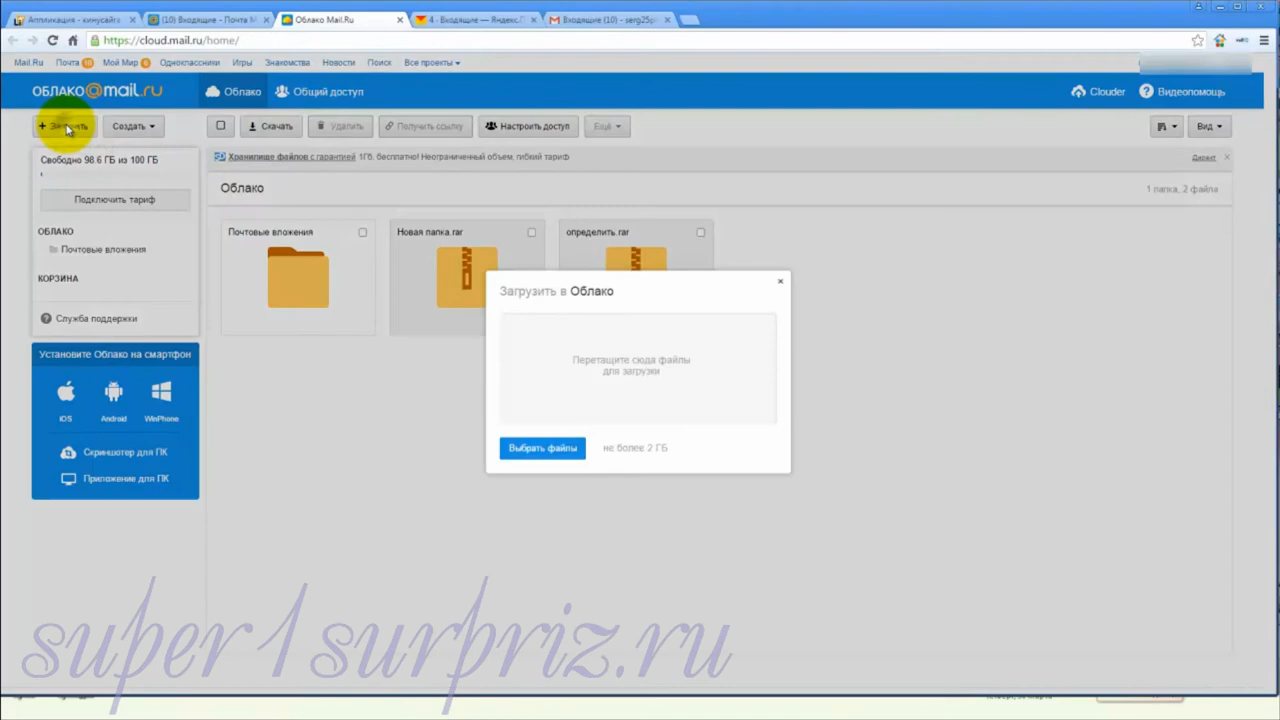 Аппликация - кинусайга
(10) Входящие - Почта M
Облако Mail.Ru
4 · Входящие — Яндекс.П
Входящие (10) - serg25
https://cloud.mail.ru/home/
Mail.Ru Почта Мой Мир Одноклассники Игры Знакомства Новости Поиск Все проекты
ОБЛАКО@mail.ru Облако Общий доступ Clouder Видеопомощь
Создать Скачать Удалить Получить ссылку Настроить доступ Ещё Вид
Свободно 98.6 ГБ из 100 ГБ
Подключить тариф
ОБЛАКО
Почтовые вложения
КОРЗИНА
Служба поддержки
Установите Облако на смартфон
iOS Android WinPhone
Скриншотер для ПК
Приложение для ПК
Хранилище файлов с гарантией 1Гб. бесплатно! Неограниченный объем, гибкий тариф Директ
Облако 1 папка, 2 файла
Почтовые вложения Новая папка.rar определить.rar
Загрузить в Облако
Перетащите сюда файлы
для загрузки
Выбрать файлы не более 2 ГБ
super1surpriz.ru